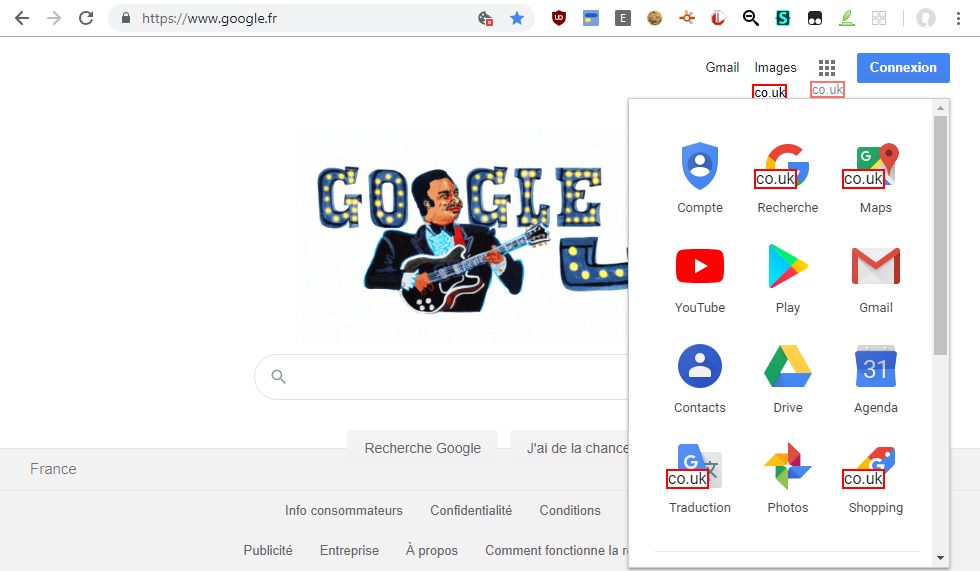 https://www.google.fr
Gmail Images Connexion
co.uk co.uk
GOOGLE
co.uk co.uk
Compte Recherche Maps
YouTube Play Gmail
31
Contacts Drive Agenda
co.uk co.uk
Traduction Photos Shopping
Recherche Google J'ai de la chance
France
Info consommateurs Confidentialité Conditions
Publicité Entreprise À propos Comment fonctionne la